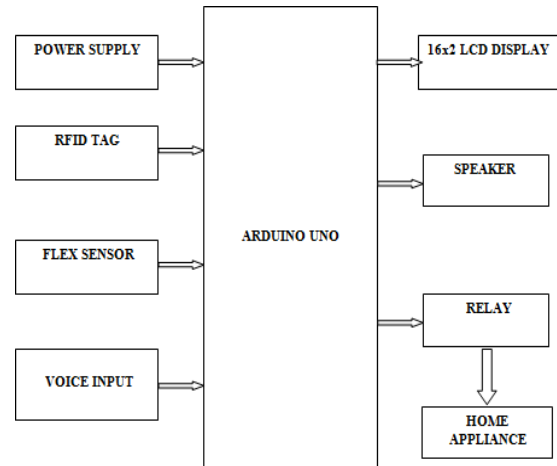 POWER SUPPLY
RFID TAG
FLEX SENSOR
VOICE INPUT
ARDUINO UNO
16x2 LCD DISPLAY
SPEAKER
RELAY
HOME
APPLIANCE